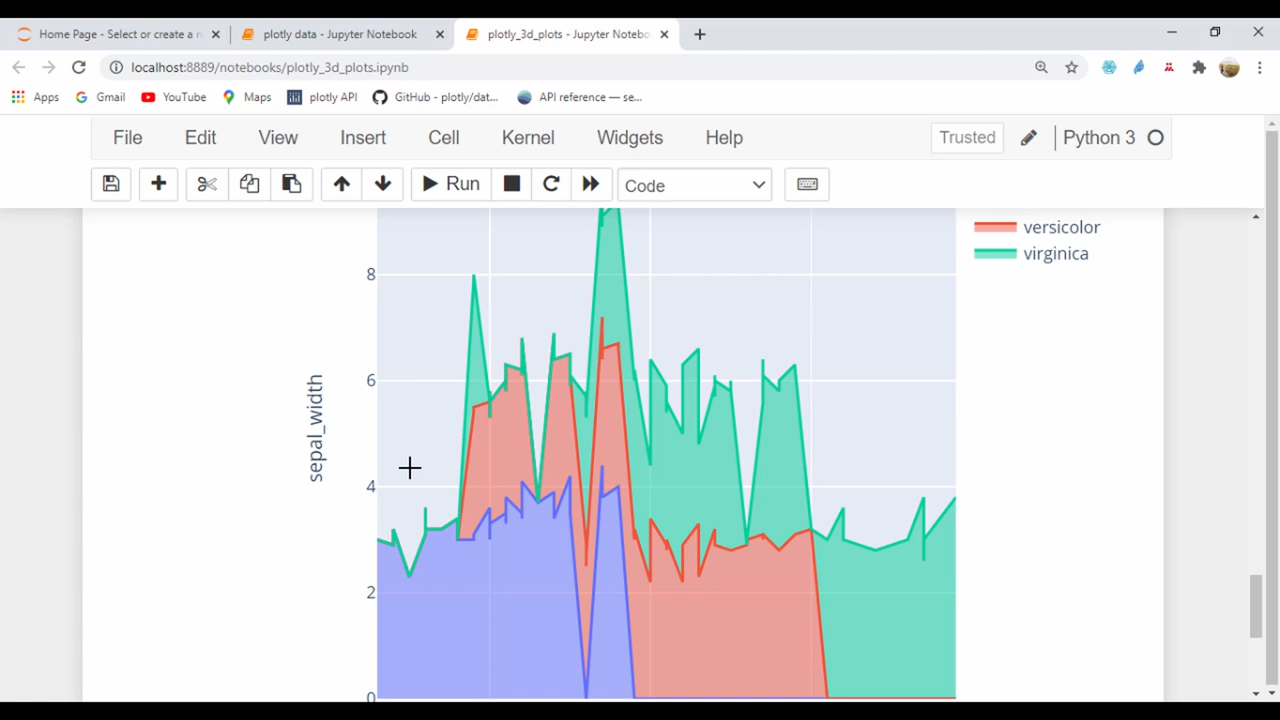 Home Page - Select or create a n
plotly data - Jupyter Notebook
plotly_3d_plots - Jupyter Notebo
localhost:8889/notebooks/plotly_3d_plots.ipynb
Apps
Gmail
YouTube
Maps
plotly API
GitHub - plotly/dat...
API reference — se...
File
Edit
View
Insert
Cell
Kernel
Widgets
Help
Trusted
Python 3
Run
Code
versicolor
virginica
8
6
4
2
0
sepal_width